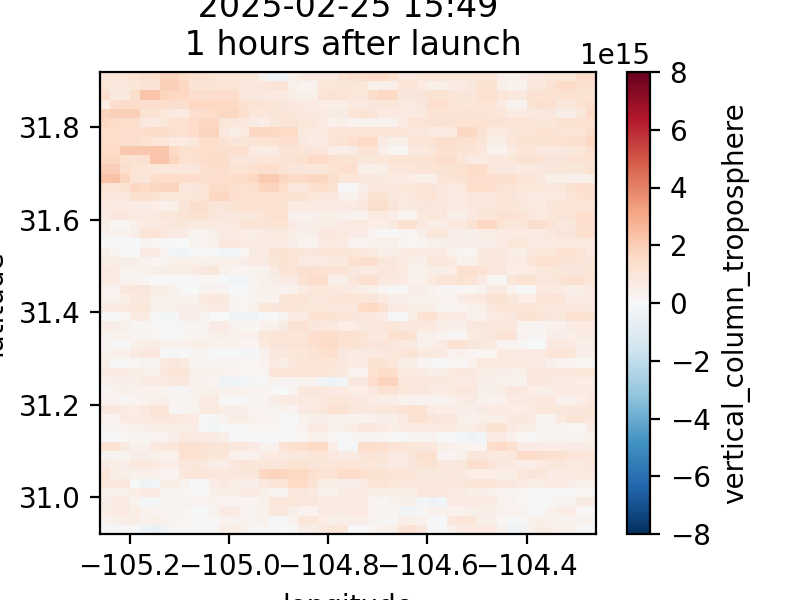 2025-02-25 15:49
1 hours after launch
1e15
8
6
4
2
0
−2
−4
−6
−8
vertical_column_troposphere
31.8
31.6
31.4
31.2
31.0
latitude
−105.2 −105.0 −104.8 −104.6 −104.4
longitude